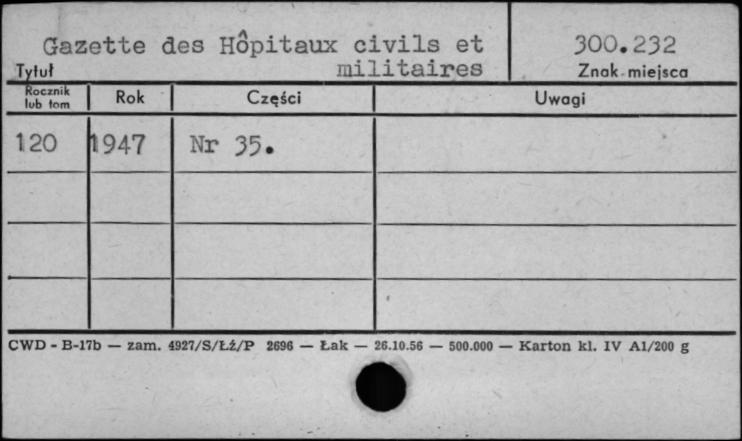 Gazette des Hôpitaux civils et
militaires
300.232
Tytuł
Znak miejsca
Rocznik lub tom
Rok
Części
Uwagi
120
1947
Nr 35.
CWD - B-17b — zam. 4927/S/Łź/P 2696 — Łak — 26.10.56 — 500.000 — Karton kl. IV A1/200 g